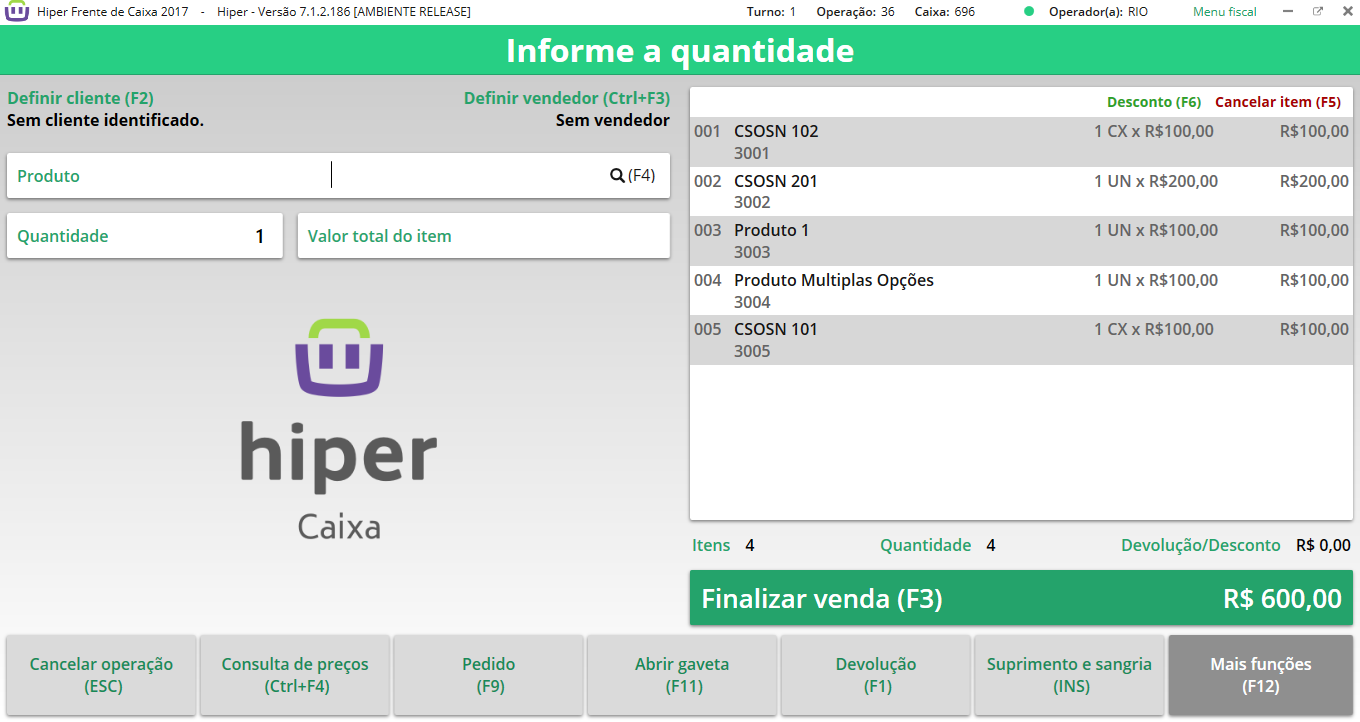 Hiper Frente de Caixa 2017 - Hiper - Versão 7.1.2.186 [AMBIENTE RELEASE] Turno: 1 Operação: 36 Caixa: 696 Operador(a): RIO Menu fiscal
Informe a quantidade
Definir cliente (F2) Definir vendedor (Ctrl+F3)
Sem cliente identificado. Sem vendedor
Produto (F4)
Quantidade 1 Valor total do item
hiper
Caixa
Desconto (F6) Cancelar item (F5)
001 CSOSN 102 1 CX x R$100,00 R$100,00
3001
002 CSOSN 201 1 UN x R$200,00 R$200,00
3002
003 Produto 1 1 UN x R$100,00 R$100,00
3003
004 Produto Multiplas Opções 1 UN x R$100,00 R$100,00
3004
005 CSOSN 101 1 CX x R$100,00 R$100,00
3005
Itens 4 Quantidade 4 Devolução/Desconto R$ 0,00
Finalizar venda (F3) R$ 600,00
Cancelar operação
(ESC)
Consulta de preços
(Ctrl+F4)
Pedido
(F9)
Abrir gaveta
(F11)
Devolução
(F1)
Suprimento e sangria
(INS)
Mais funções
(F12)